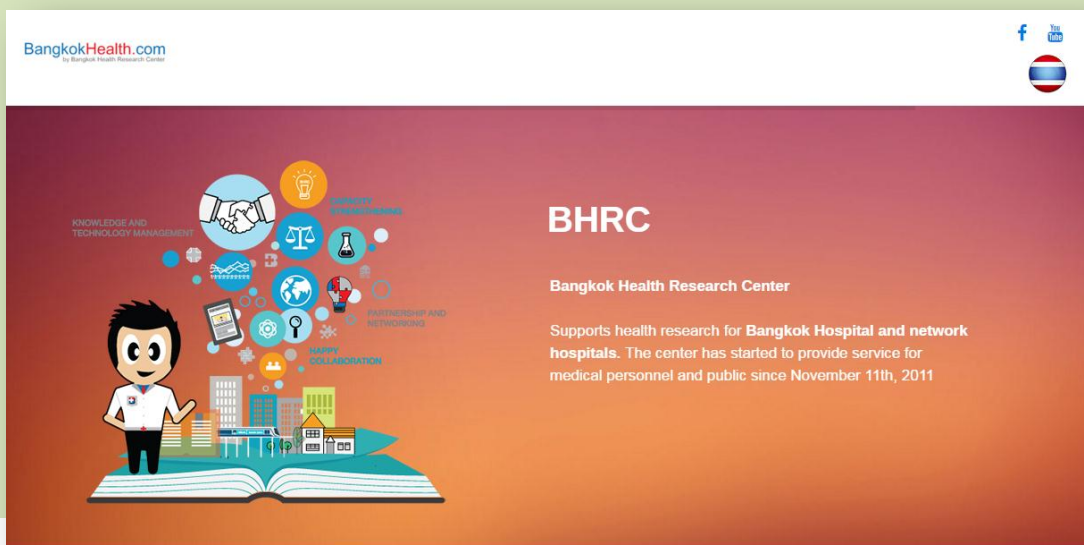 BangkokHealth.com
by Bangkok Health Research Center
You
Tube
CAPACITY
STRENGTHENING
KNOWLEDGE AND
TECHNOLOGY MANAGEMENT
BHRC
Bangkok Health Research Center
PARTNERSHIP AND
NETWORKING
Supports health research for Bangkok Hospital and network
hospitals. The center has started to provide service for
medical personnel and public since November 11th, 2011
HAPPY
COLLABORATION